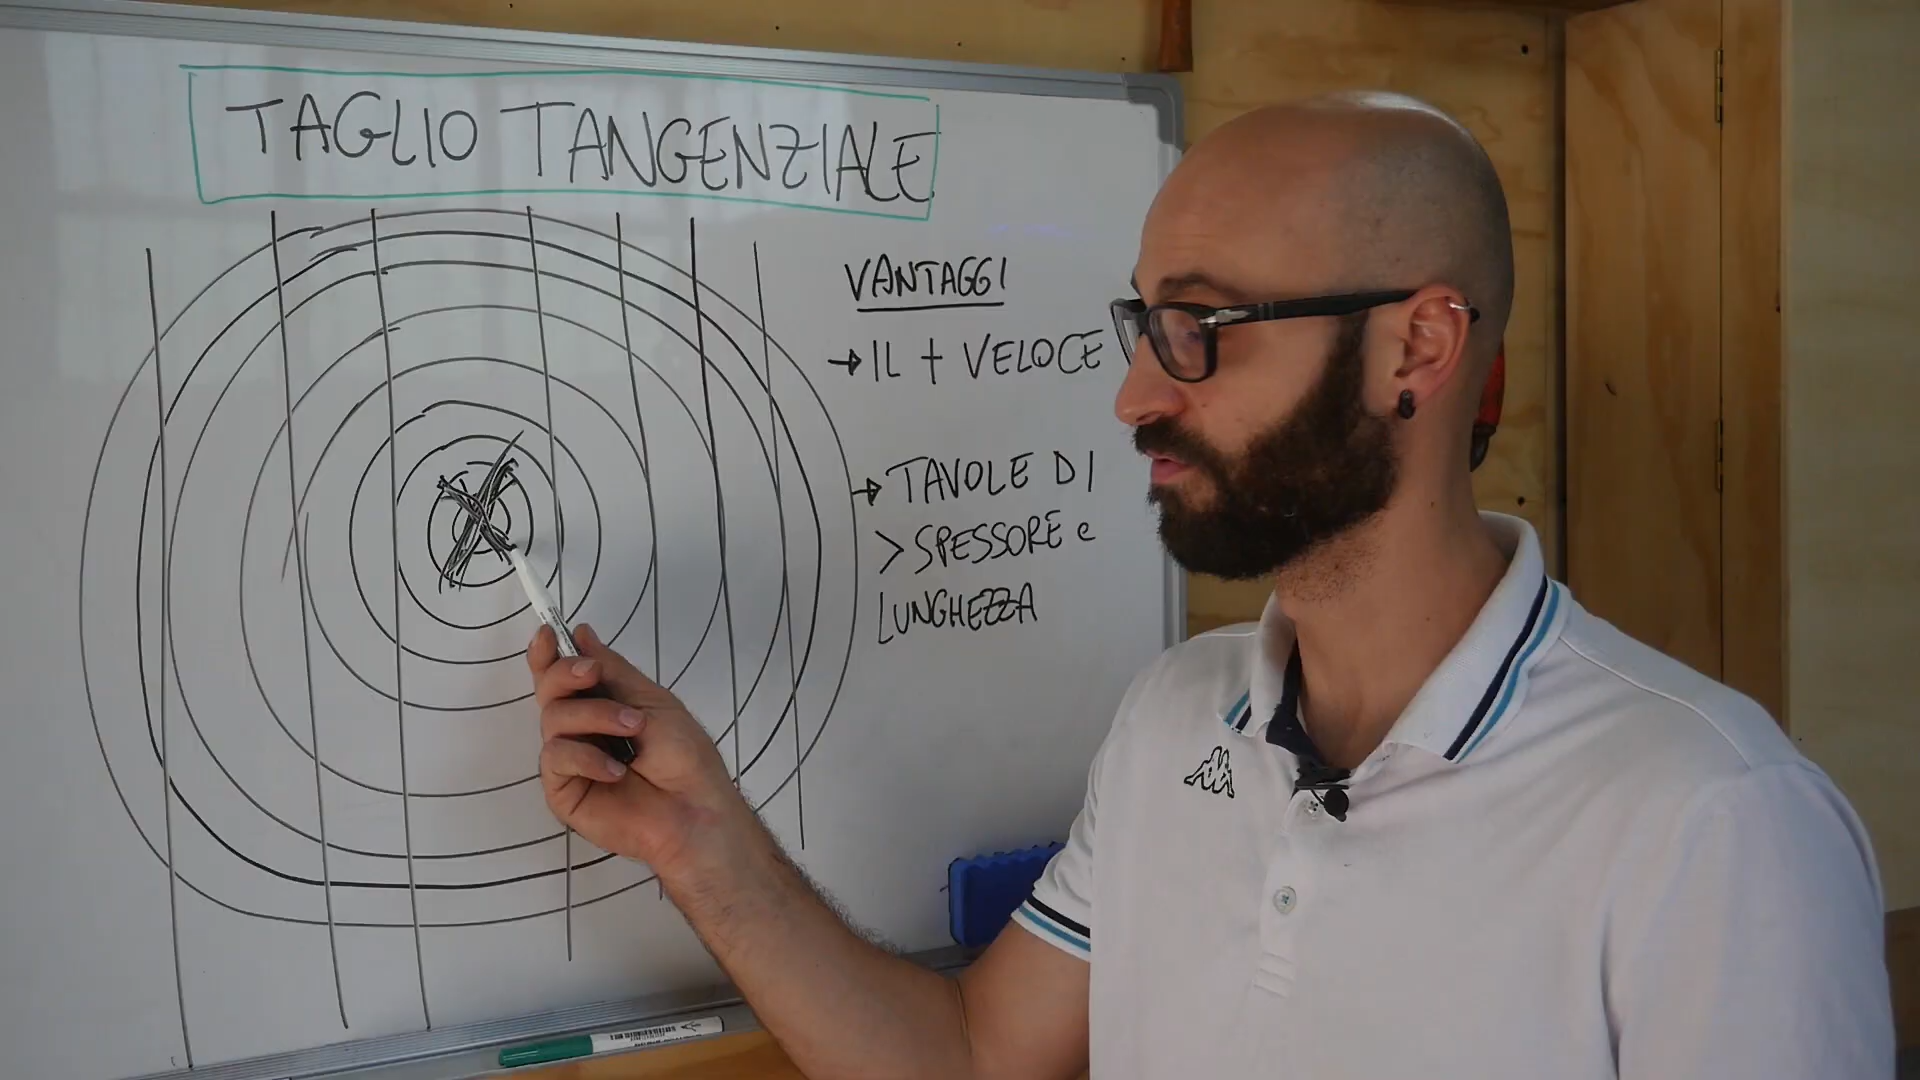 TAGLIO TANGENZIALE
VANTAGGI
→ IL + VELOCE
→ TAVOLE DI
> SPESSORE e
LUNGHEZZA